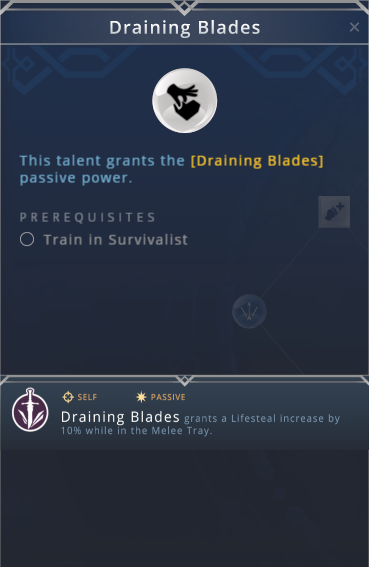 Draining Blades
This talent grants the [Draining Blades]
passive power.
PREREQUISITES
Train in Survivalist
SELF PASSIVE
Draining Blades grants a Lifesteal increase by
10% while in the Melee Tray.